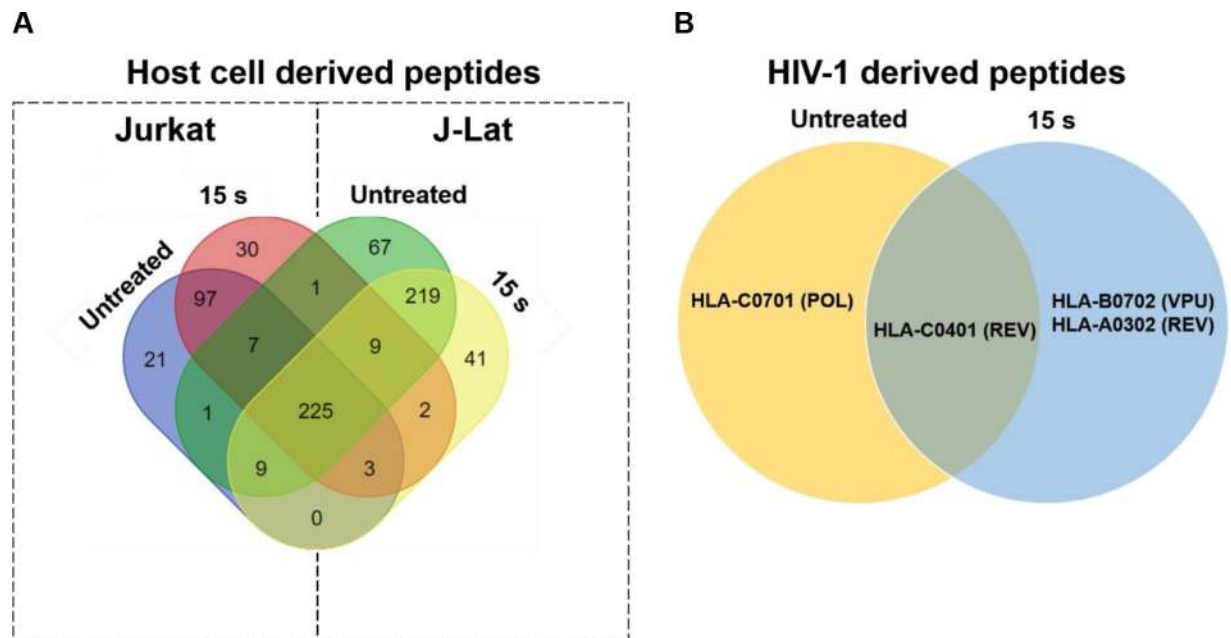 A
Host cell derived peptides
Jurkat
J-Lat
15 s
Untreated
Untreated
15 s
30
67
97
1
219
21
7
9
41
1
225
2
9
3
0
B
HIV-1 derived peptides
Untreated
15 s
HLA-C0701 (POL)
HLA-C0401 (REV)
HLA-B0702 (VPU)
HLA-A0302 (REV)